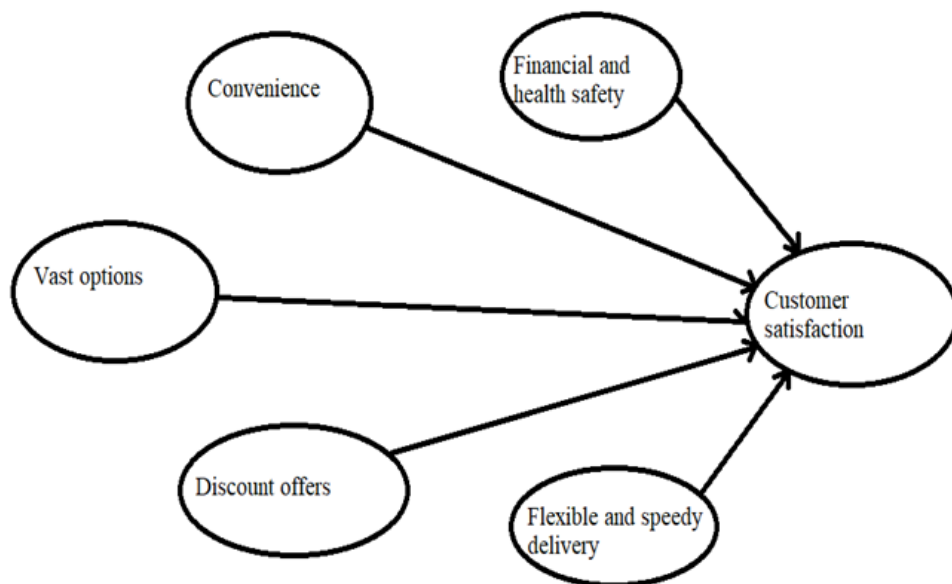 Financial and
health safety
Convenience
Vast options
Customer
satisfaction
Discount offers
Flexible and speedy
delivery